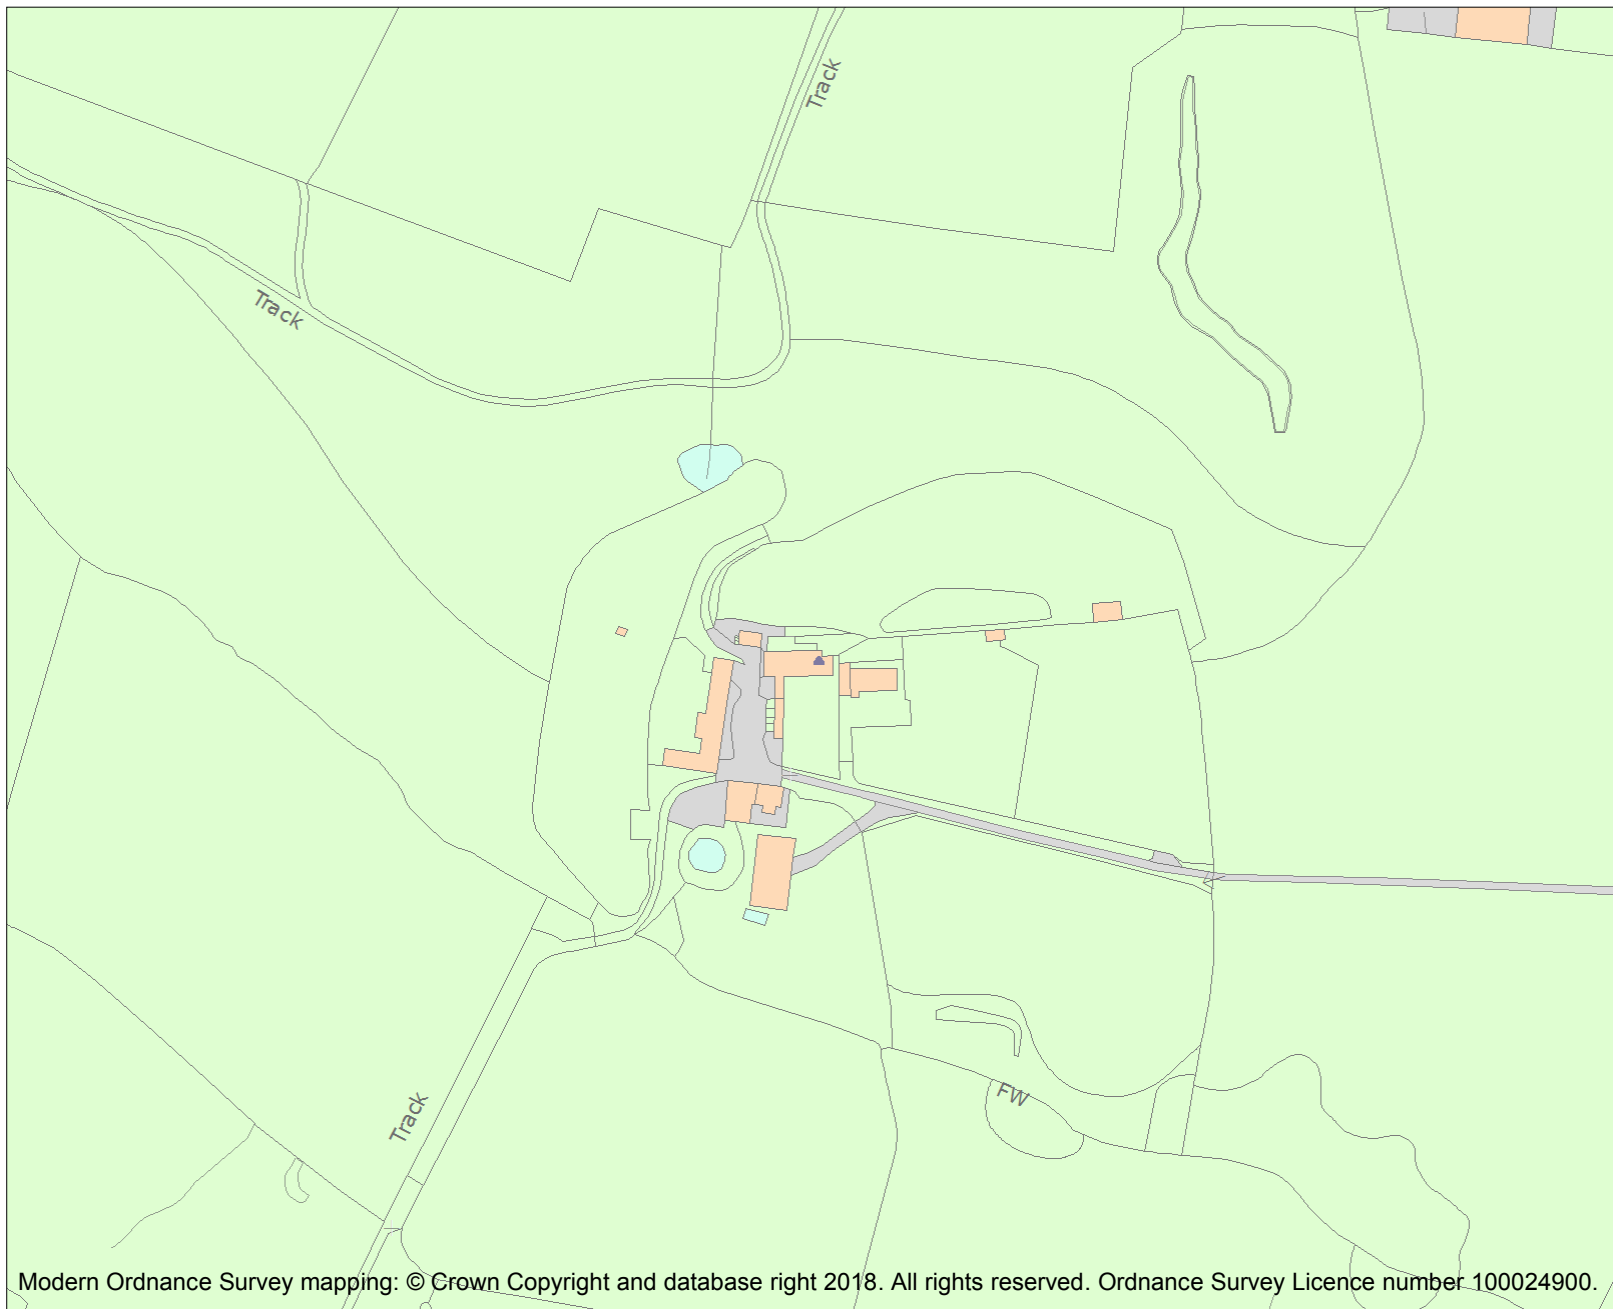 Track
Track
Track
FW
Modern Ordnance Survey mapping: © Crown Copyright and database right 2018. All rights reserved. Ordnance Survey Licence number 100024900.